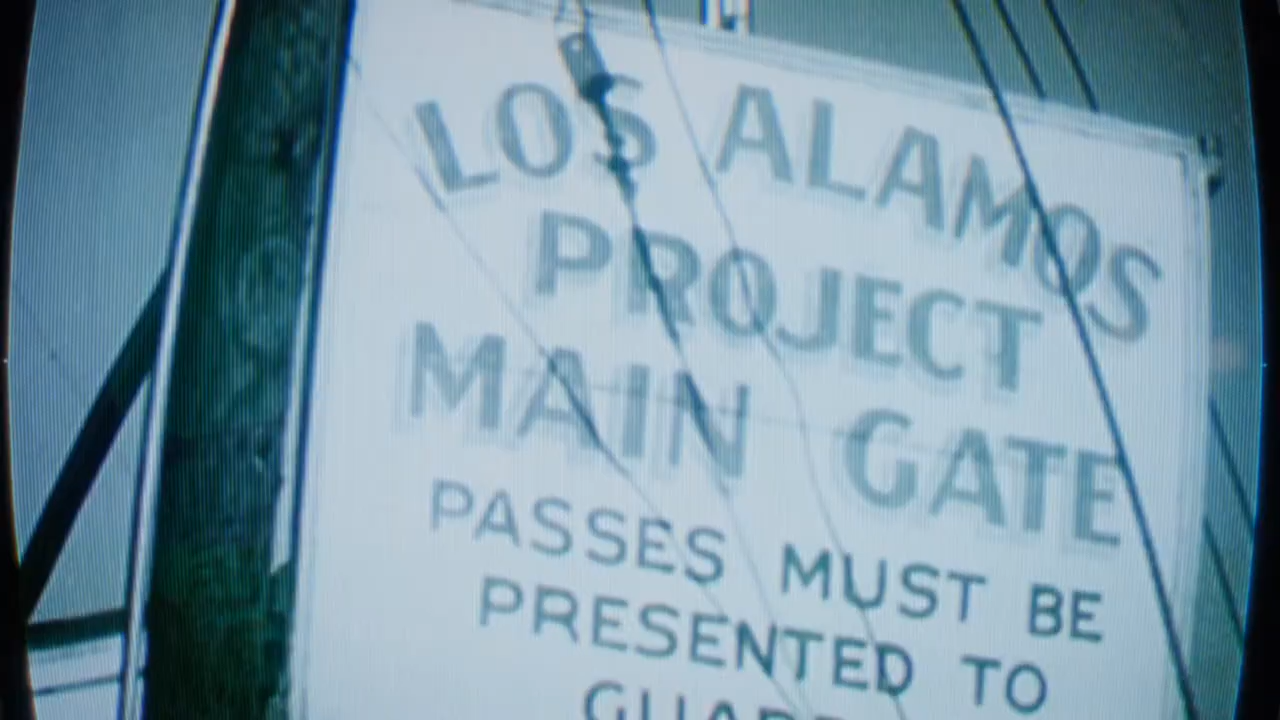 LOS ALAMOS
PROJECT
MAIN GATE
PASSES MUST BE
PRESENTED TO